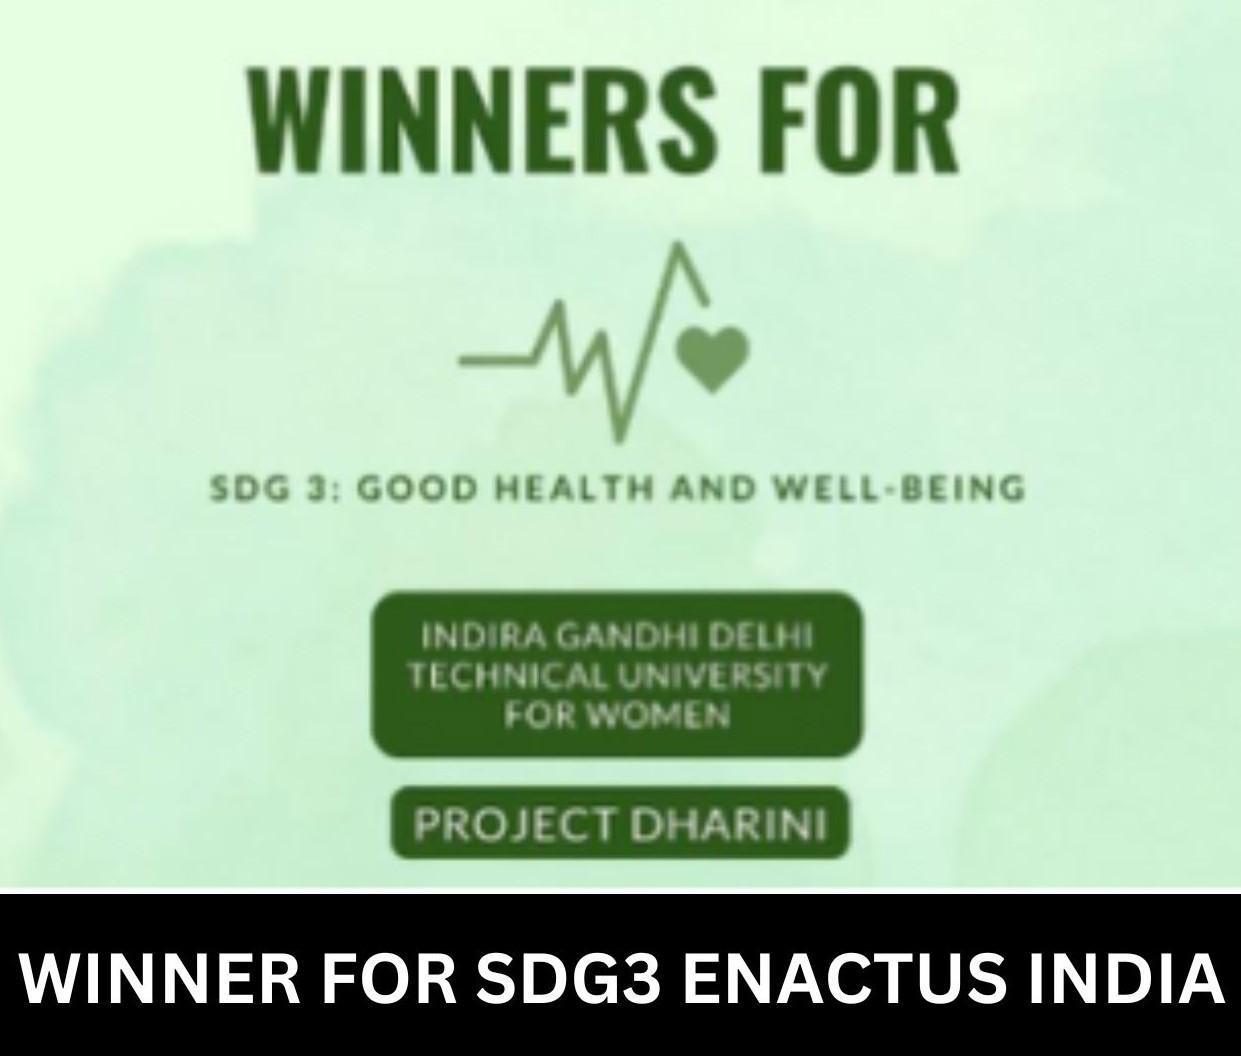 WINNERS FOR
SDG 3: GOOD HEALTH AND WELL-BEING
INDIRA GANDHI DELHI
TECHNICAL UNIVERSITY
FOR WOMEN
PROJECT DHARINI
WINNER FOR SDG3 ENACTUS INDIA